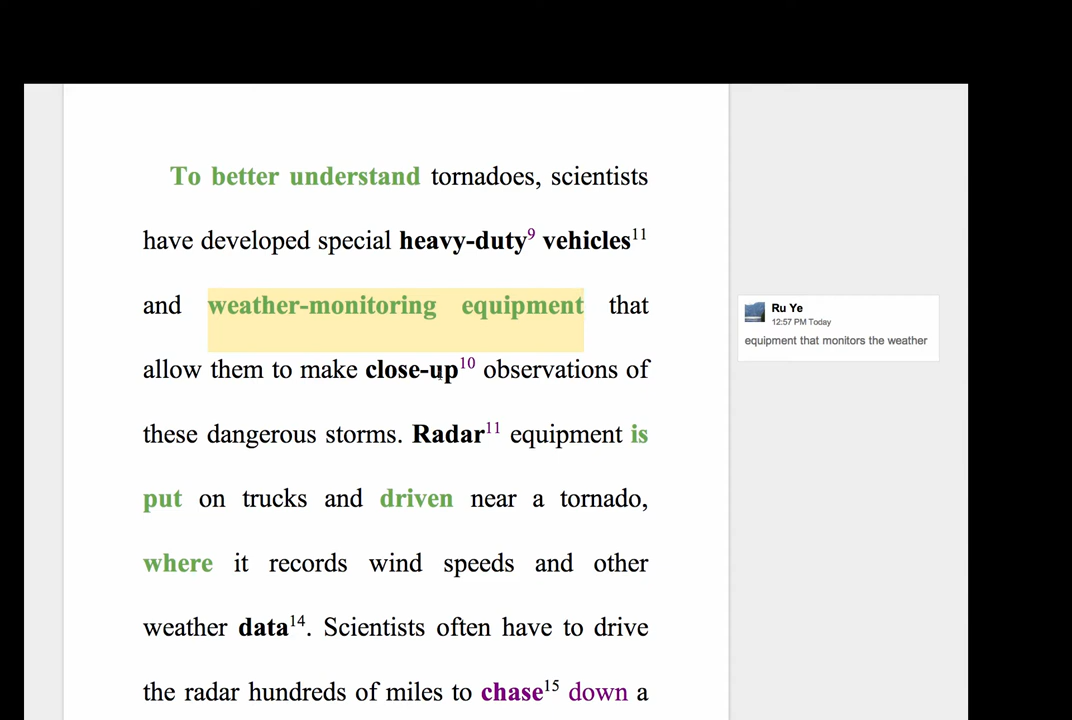 To better understand tornadoes, scientists
have developed special heavy-duty9 vehicles11
and weather-monitoring equipment that
allow them to make close-up10 observations of
these dangerous storms. Radar11 equipment is
put on trucks and driven near a tornado,
where it records wind speeds and other
weather data14. Scientists often have to drive
the radar hundreds of miles to chase15 down a
Ru Ye
12:57 PM Today
equipment that monitors the weather